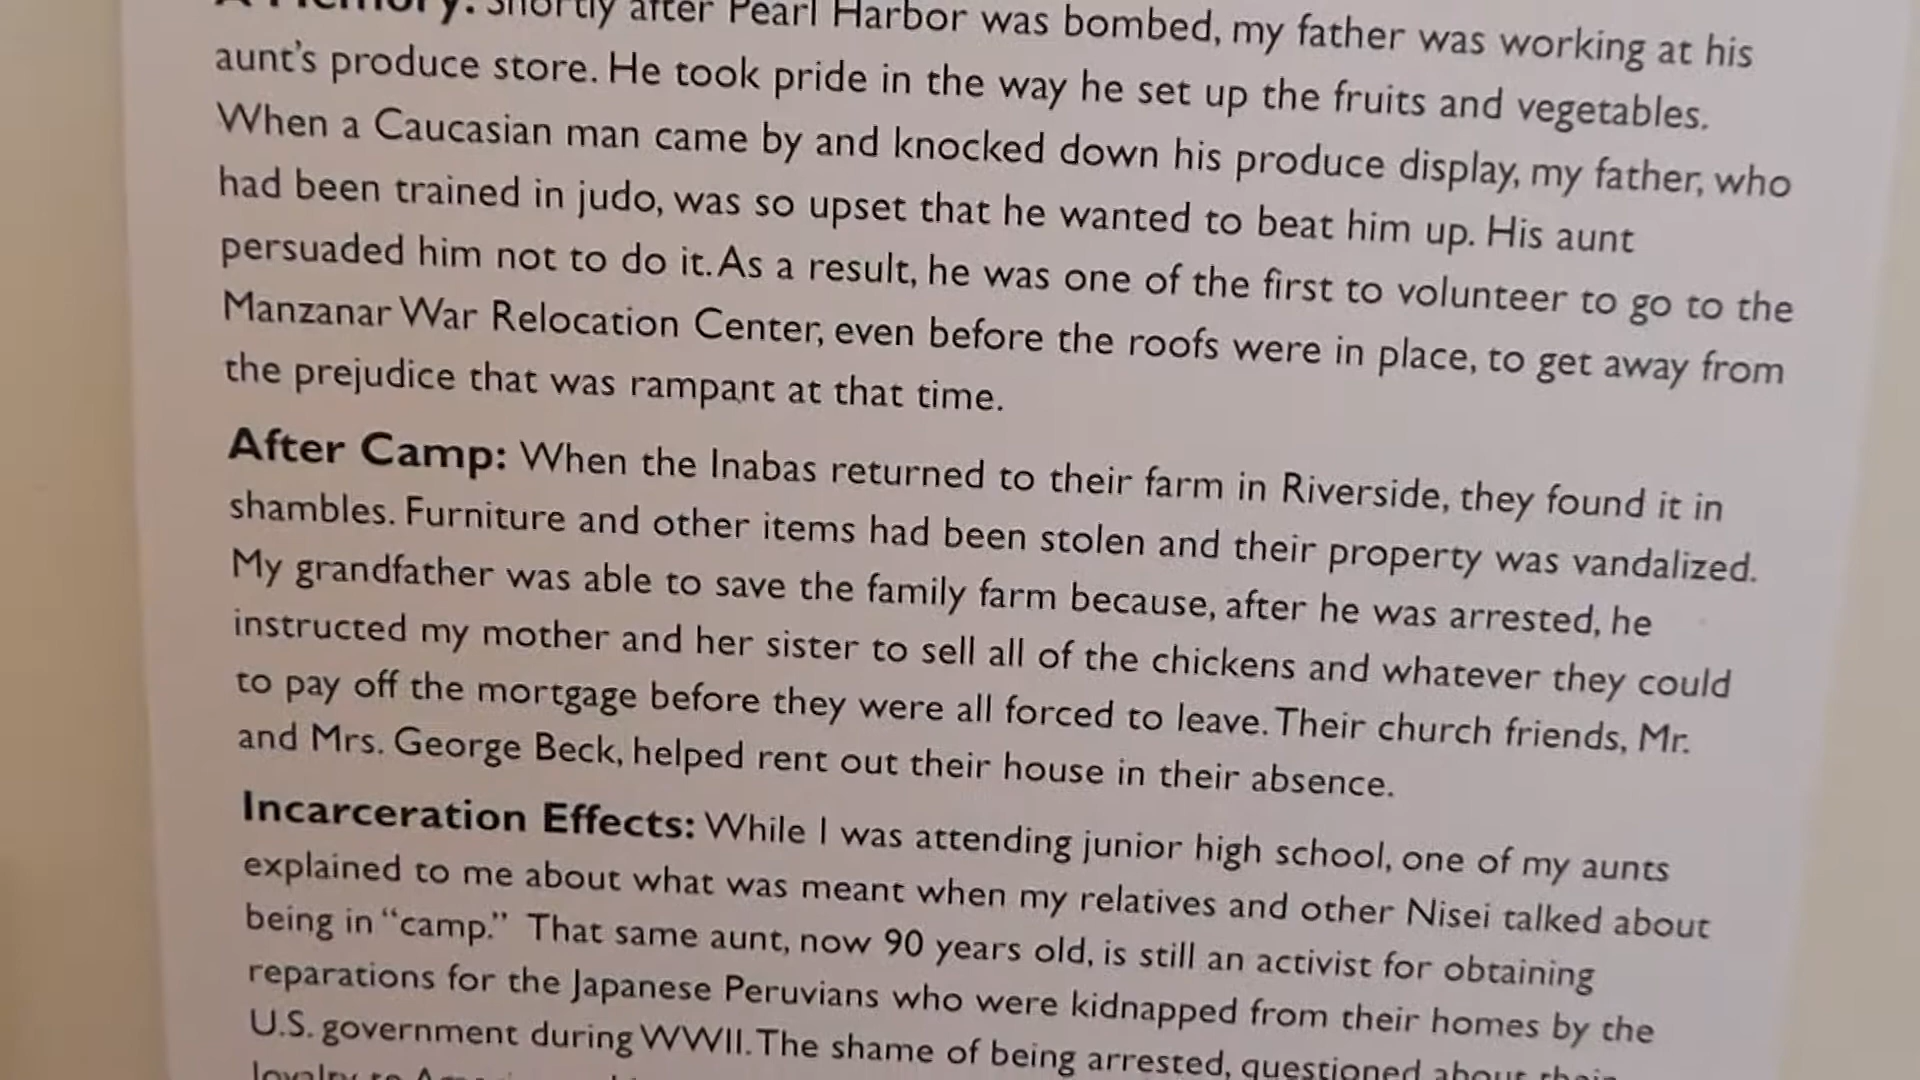 A Memory: Shortly after Pearl Harbor was bombed, my father was working at his
aunt's produce store. He took pride in the way he set up the fruits and vegetables.
When a Caucasian man came by and knocked down his produce display, my father, who
had been trained in judo, was so upset that he wanted to beat him up. His aunt
persuaded him not to do it. As a result, he was one of the first to volunteer to go to the
Manzanar War Relocation Center, even before the roofs were in place, to get away from
the prejudice that was rampant at that time.
After Camp: When the Inabas returned to their farm in Riverside, they found it in
shambles. Furniture and other items had been stolen and their property was vandalized.
My grandfather was able to save the family farm because, after he was arrested, he
instructed my mother and her sister to sell all of the chickens and whatever they could
to pay off the mortgage before they were all forced to leave. Their church friends, Mr.
and Mrs. George Beck, helped rent out their house in their absence.
Incarceration Effects: While I was attending junior high school, one of my aunts
explained to me about what was meant when my relatives and other Nisei talked about
being in “camp.” That same aunt, now 90 years old, is still an activist for obtaining
reparations for the Japanese Peruvians who were kidnapped from their homes by the
U.S. government during WWII. The shame of being arrested, questioned about their
loyalty to